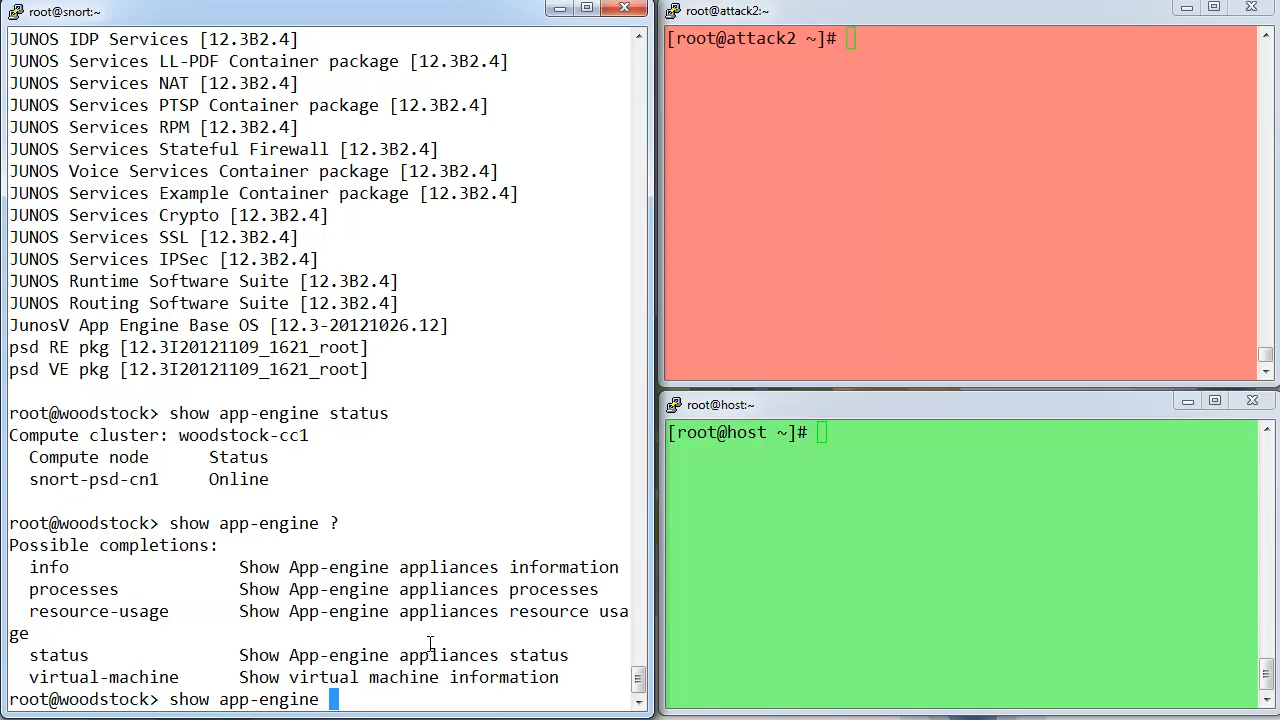 root@snort:~
JUNOS IDP Services [12.3B2.4]
JUNOS Services LL-PDF Container package [12.3B2.4]
JUNOS Services NAT [12.3B2.4]
JUNOS Services PTSP Container package [12.3B2.4]
JUNOS Services RPM [12.3B2.4]
JUNOS Services Stateful Firewall [12.3B2.4]
JUNOS Voice Services Container package [12.3B2.4]
JUNOS Services Example Container package [12.3B2.4]
JUNOS Services Crypto [12.3B2.4]
JUNOS Services SSL [12.3B2.4]
JUNOS Services IPSec [12.3B2.4]
JUNOS Runtime Software Suite [12.3B2.4]
JUNOS Routing Software Suite [12.3B2.4]
JunosV App Engine Base OS [12.3-20121026.12]
psd RE pkg [12.3I20121109_1621_root]
psd VE pkg [12.3I20121109_1621_root]
root@woodstock> show app-engine status
Compute cluster: woodstock-cc1
Compute node Status
snort-psd-cn1 Online
root@woodstock> show app-engine ?
Possible completions:
info Show App-engine appliances information
processes Show App-engine appliances processes
resource-usage Show App-engine appliances resource usa
ge
status Show App-engine appliances status
virtual-machine Show virtual machine information
root@woodstock> show app-engine
root@attack2:~
[root@attack2 ~]#
root@host:~
[root@host ~]#